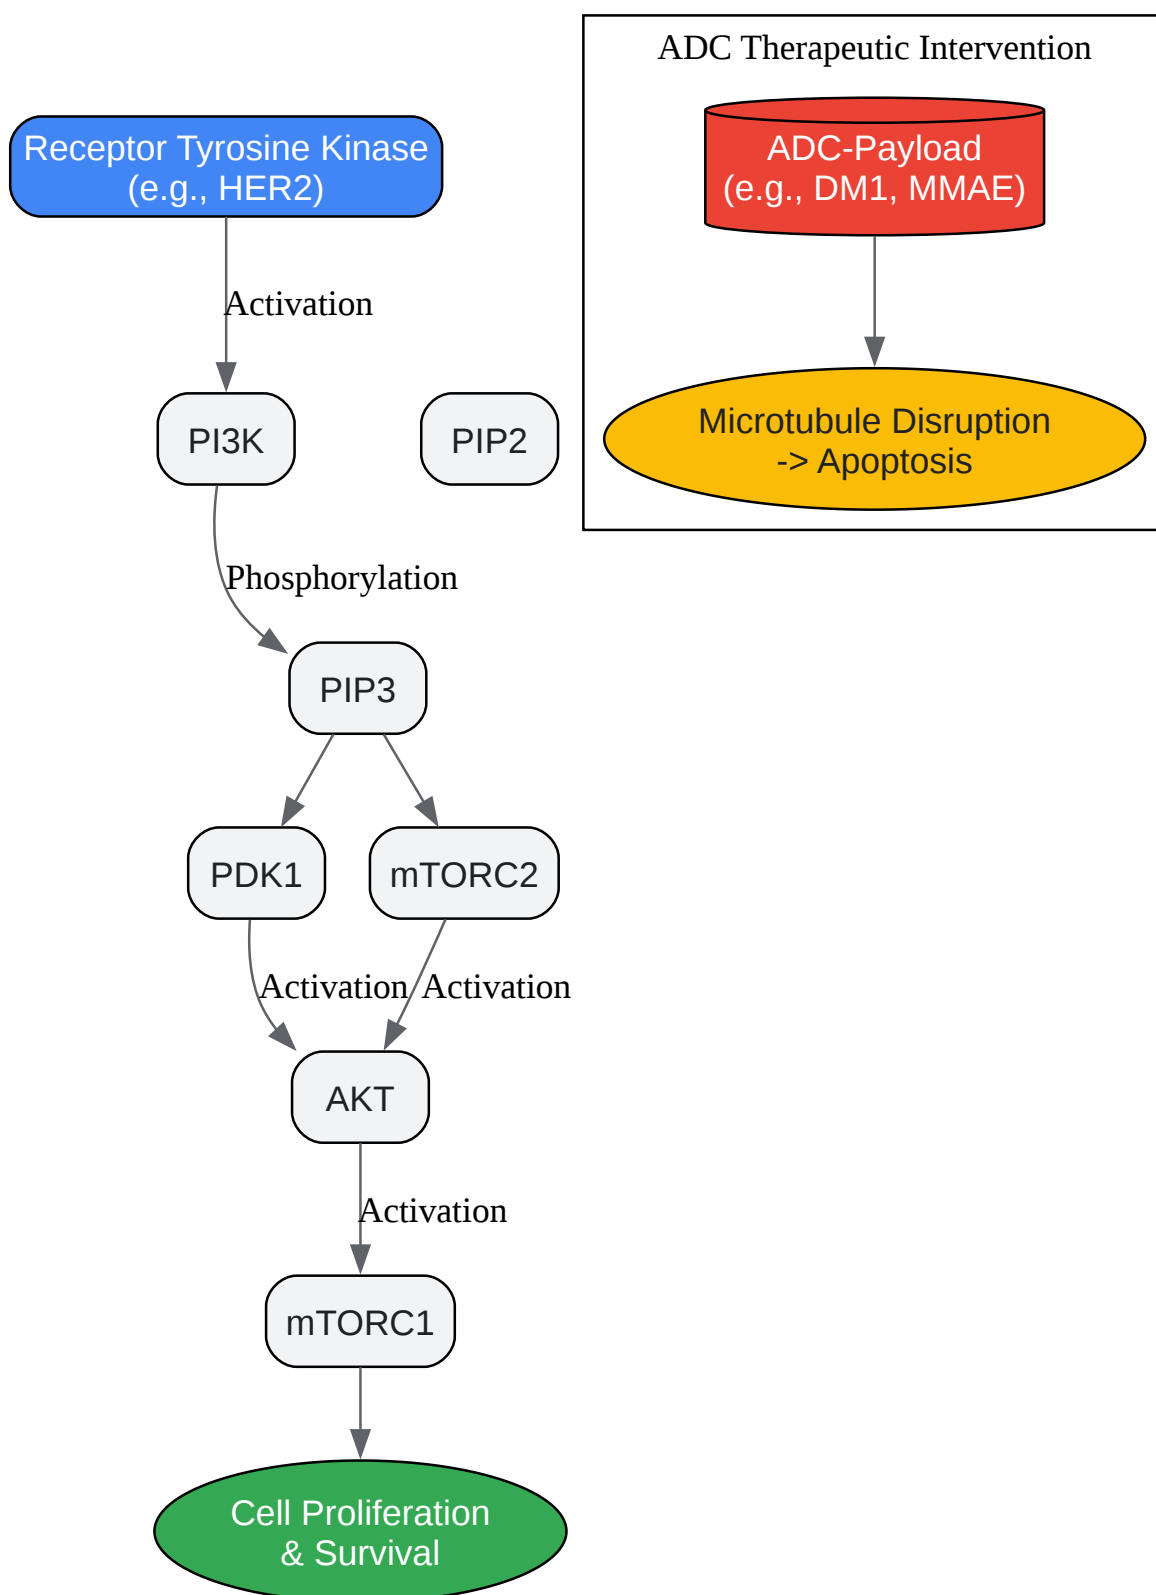 ADC Therapeutic Intervention
Receptor Tyrosine Kinase
(e.g., HER2)
ADC-Payload
(e.g., DM1, MMAE)
Activation
PI3K
PIP2
Microtubule Disruption
-> Apoptosis
Phosphorylation
PIP3
PDK1
mTORC2
Activation
Activation
AKT
Activation
mTORC1
Cell Proliferation
& Survival